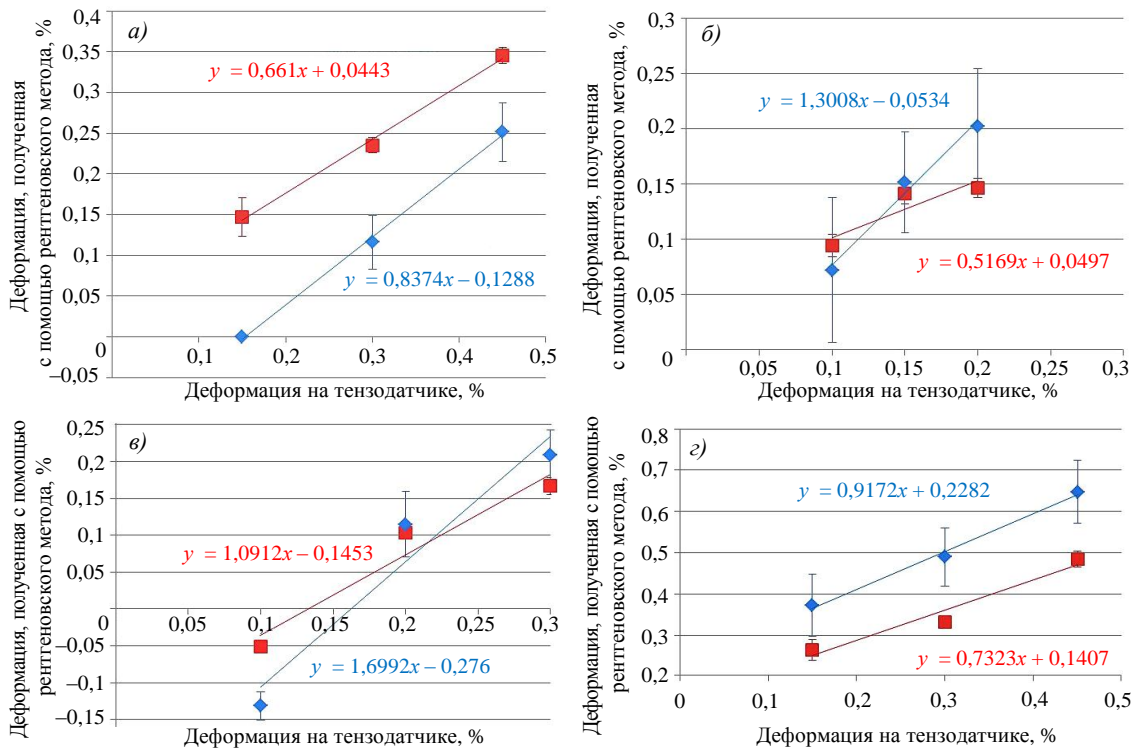 Деформация, полученная
с помощью рентгеновского метода, %
0,4
0,35
0,3
0,25
0,2
0,15
0,1
0,05
0
–0,05
а)
y = 0,661x + 0,0443
y = 0,8374x – 0,1288
0,1
0,2
0,3
0,4
0,5
Деформация на тензодатчике, %
Деформация, полученная
с помощью рентгеновского метода, %
0,3
0,25
0,2
0,15
0,1
0,05
0
б)
y = 1,3008x – 0,0534
y = 0,5169x + 0,0497
0,05
0,1
0,15
0,2
0,25
0,3
Деформация на тензодатчике, %
Деформация, полученная с помощью
рентгеновского метода, %
0,25
0,2
0,15
0,1
0,05
0
–0,05
–0,1
–0,15
в)
y = 1,0912x – 0,1453
0,05
0,1
0,15
0,2
0,25
0,3
y = 1,6992x – 0,276
Деформация на тензодатчике, %
Деформация, полученная с помощью
рентгеновского метода, %
0,8
0,7
0,6
0,5
0,4
0,3
0,2
г)
y = 0,9172x + 0,2282
y = 0,7323x + 0,1407
0
0,1
0,2
0,3
0,4
0,5
Деформация на тензодатчике, %